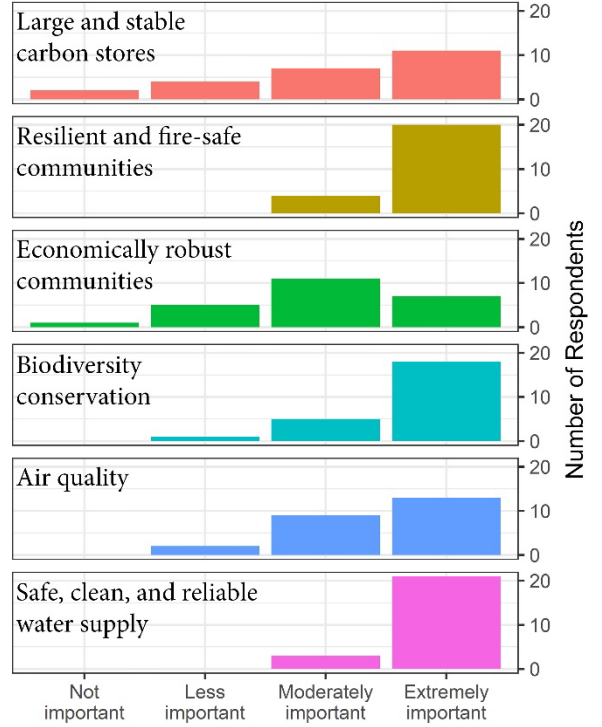 Large and stable
carbon stores
20
10
0
Resilient and fire-safe
communities
20
10
0
Economically robust
communities
20
10
0
Biodiversity
conservation
20
10
0
Air quality
20
10
0
Safe, clean, and reliable
water supply
20
10
0
Number of Respondents
Not
important
Less
important
Moderately
important
Extremely
important